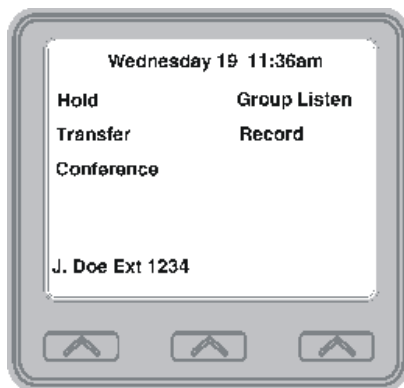 Wednesday 19 11:36am
Hold Group Listen
Transfer Record
Conference
J. Doe Ext 1234